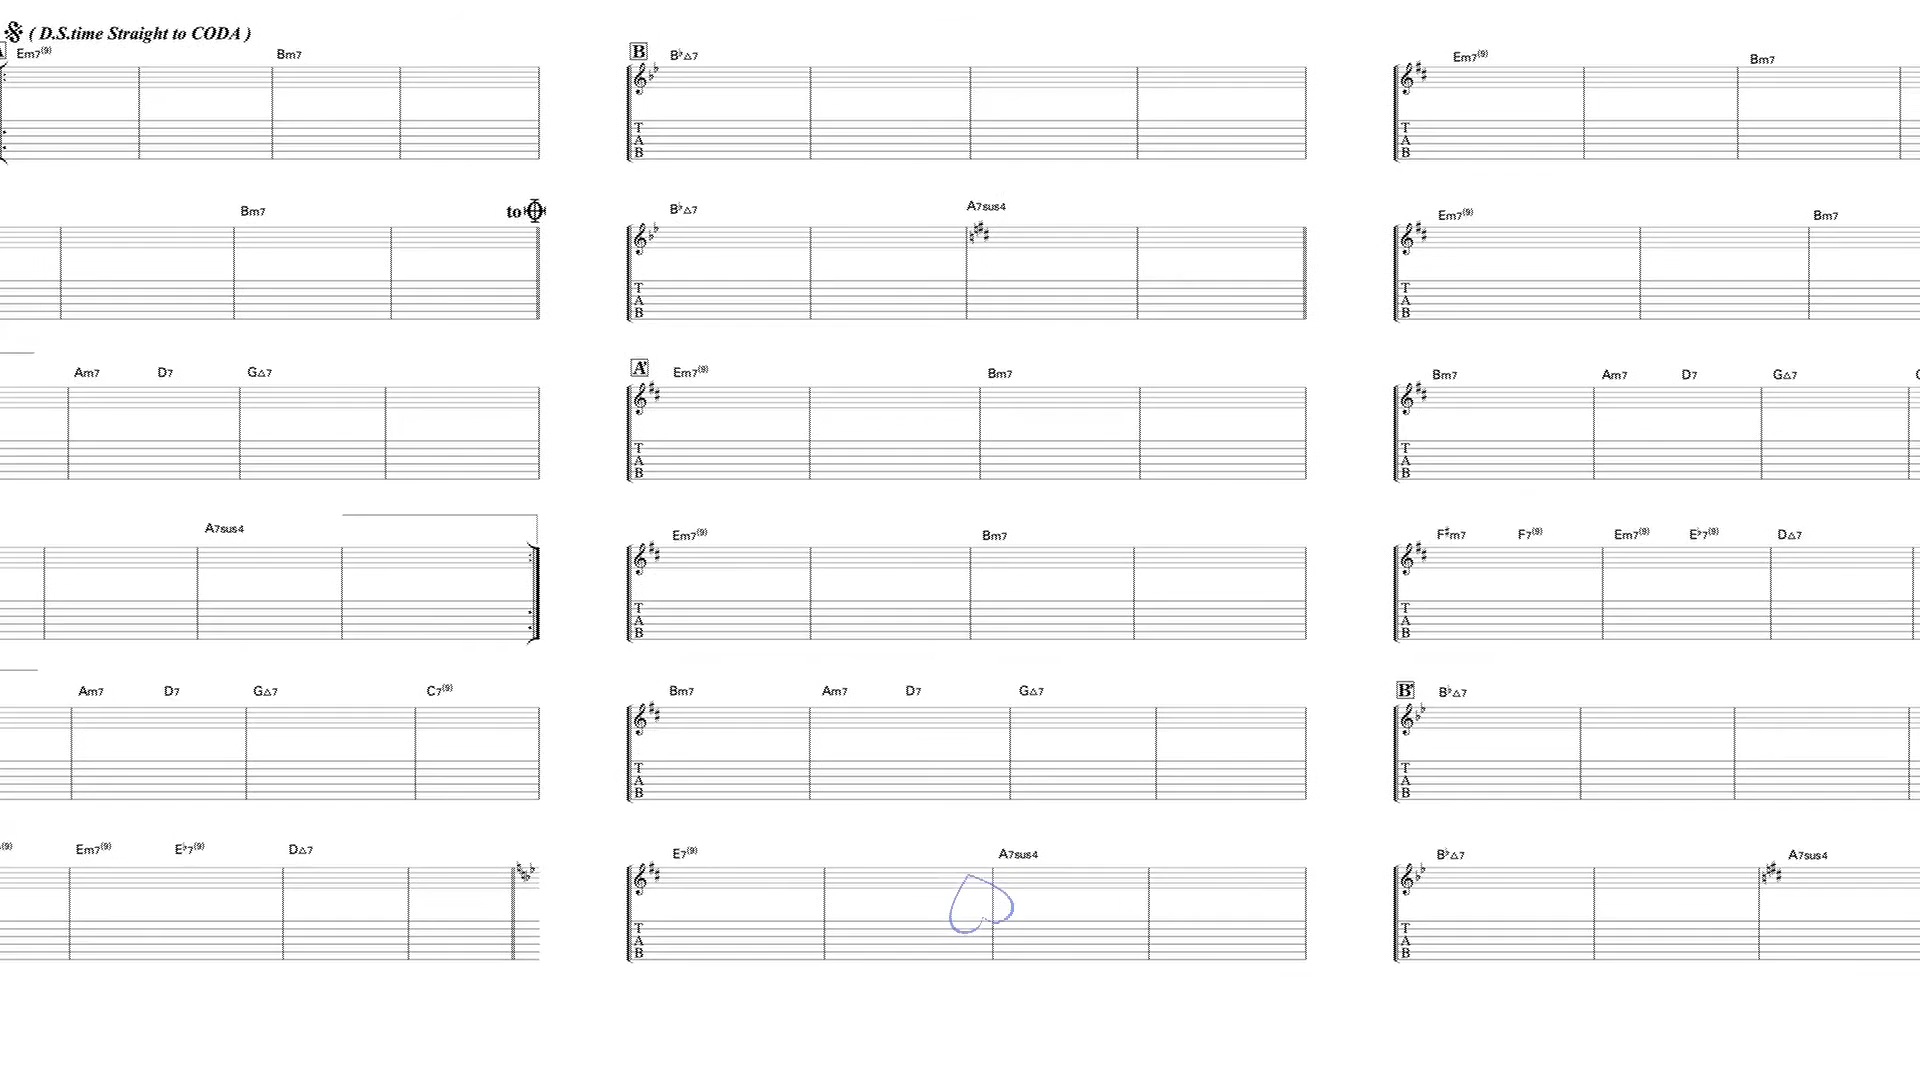 ( D.S.time Straight to CODA )
Em7(9) Bm7
Bm7 to
Am7 D7 G△7
A7sus4
Am7 D7 G△7 C7(9)
Em7(9) E♭7(9) D△7
B B♭△7
T
A
B
B♭△7 A7sus4
T
A
B
A' Em7(9) Bm7
T
A
B
Em7(9) Bm7
T
A
B
Bm7 Am7 D7 G△7
T
A
B
E7(9) A7sus4
T
A
B
Em7(9) Bm7
T
A
B
Em7(9) Bm7
T
A
B
Bm7 Am7 D7 G△7
T
A
B
F♯m7 F7(9) Em7(9) E♭7(9) D△7
T
A
B
B' B♭△7
T
A
B
B♭△7 A7sus4
T
A
B